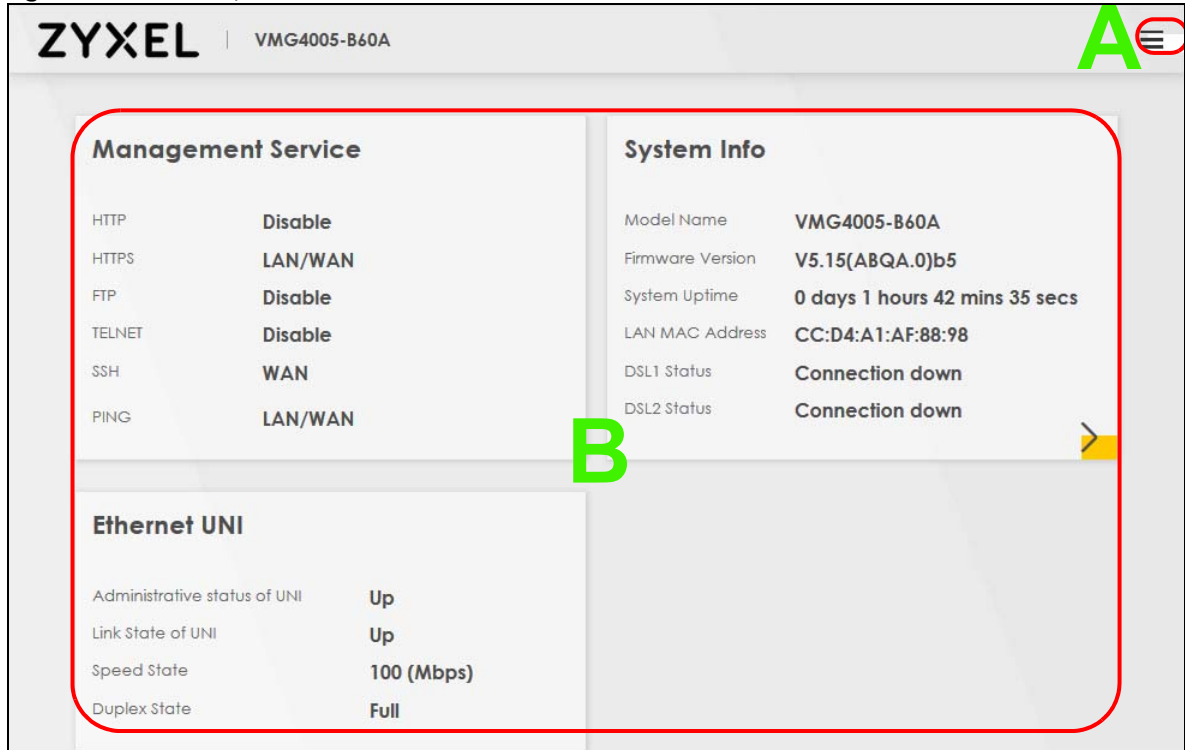 ZYXEL | VMG4005-B60A
A
Management Service
HTTP Disable
HTTPS LAN/WAN
FTP Disable
TELNET Disable
SSH WAN
PING LAN/WAN
System Info
Model Name VMG4005-B60A
Firmware Version V5.15(ABQA.0)b5
System Uptime 0 days 1 hours 42 mins 35 secs
LAN MAC Address CC:D4:A1:AF:88:98
DSL1 Status Connection down
DSL2 Status Connection down
B
Ethernet UNI
Administrative status of UNI Up
Link State of UNI Up
Speed State 100 (Mbps)
Duplex State Full